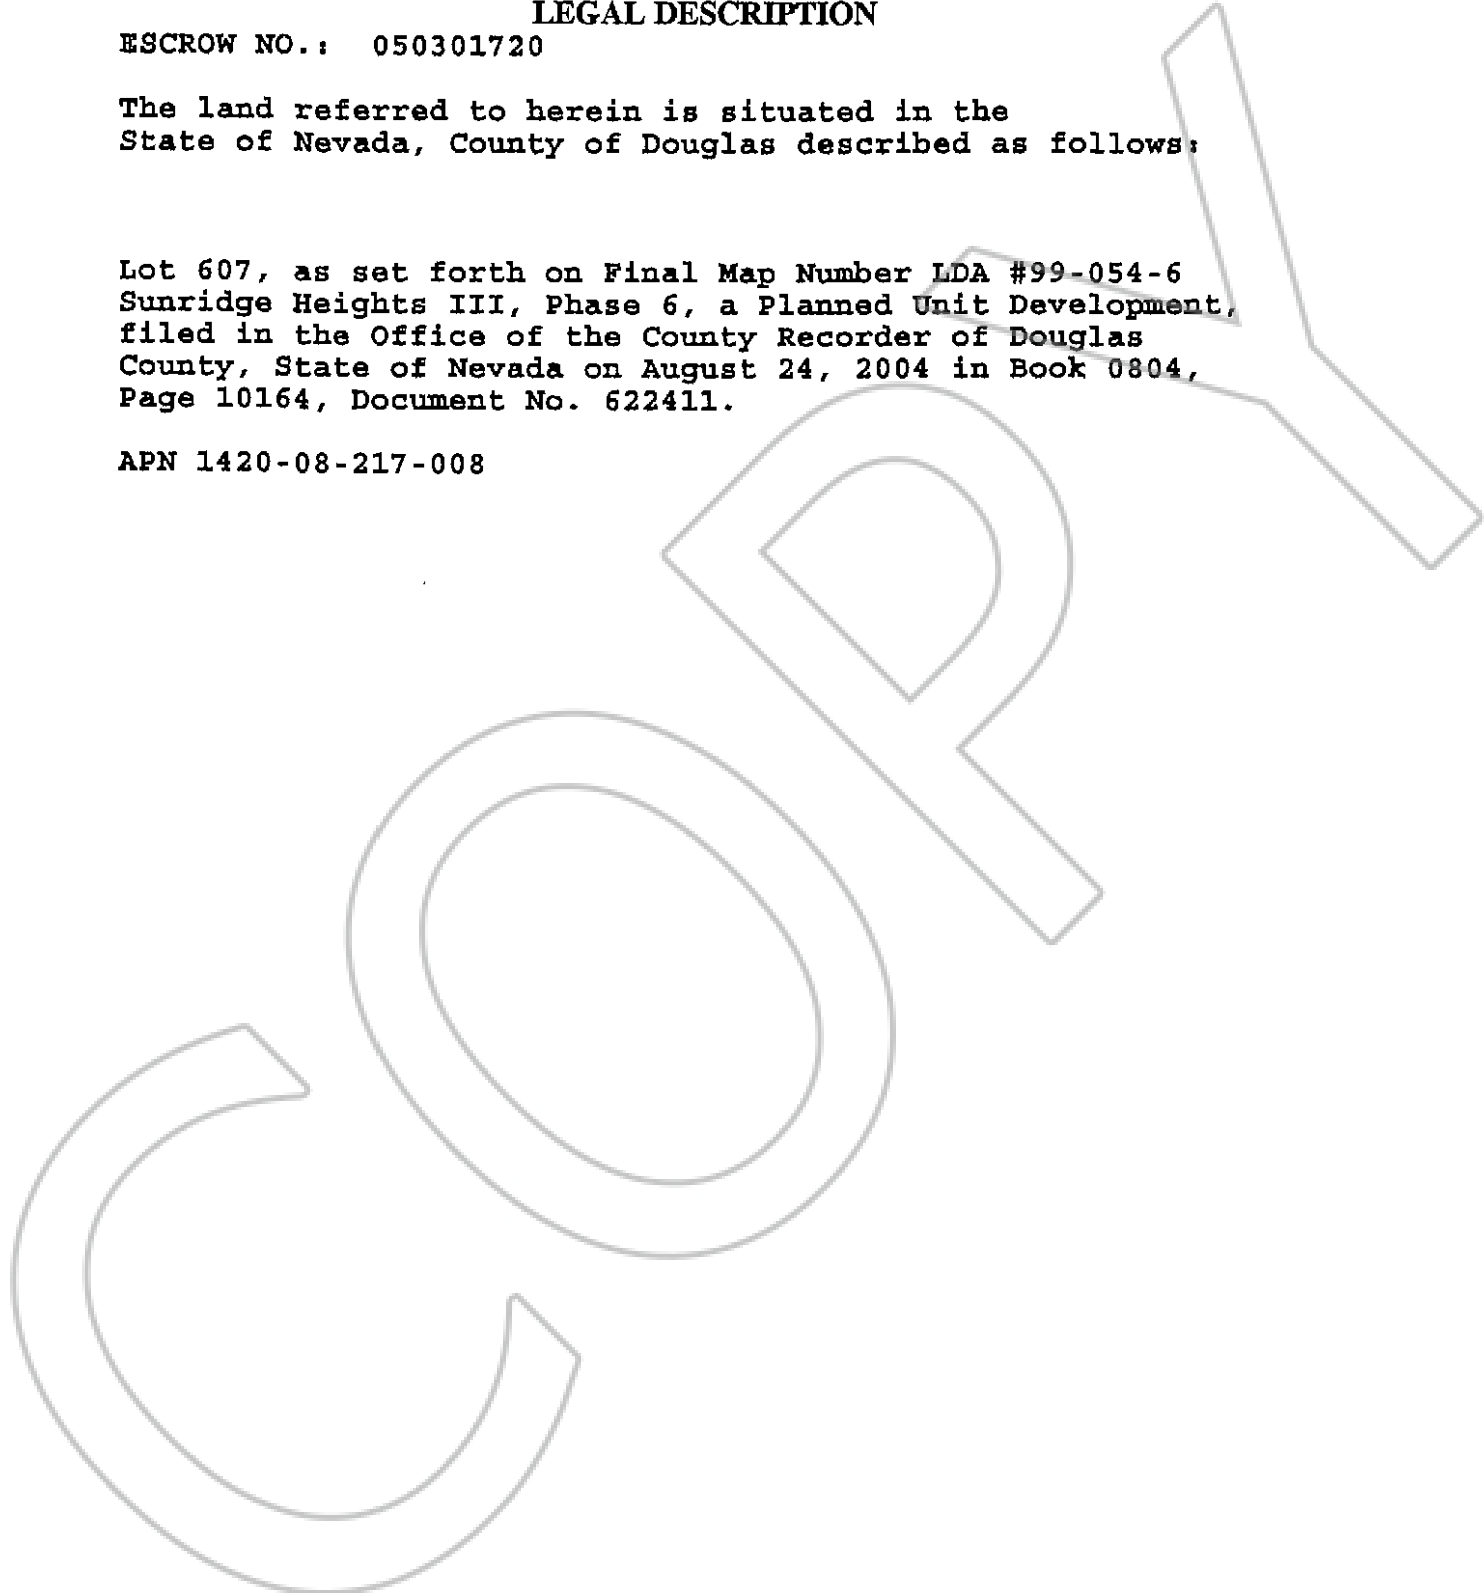 LEGAL DESCRIPTION
ESCROW NO.: 050301720
The land referred to herein is situated in the
State of Nevada, County of Douglas described as follows:
Lot 607, as set forth on Final Map Number LDA #99-054-6
Sunridge Heights III, Phase 6, a Planned Unit Development,
filed in the Office of the County Recorder of Douglas
County, State of Nevada on August 24, 2004 in Book 0804,
Page 10164, Document No. 622411.
APN 1420-08-217-008
COPY